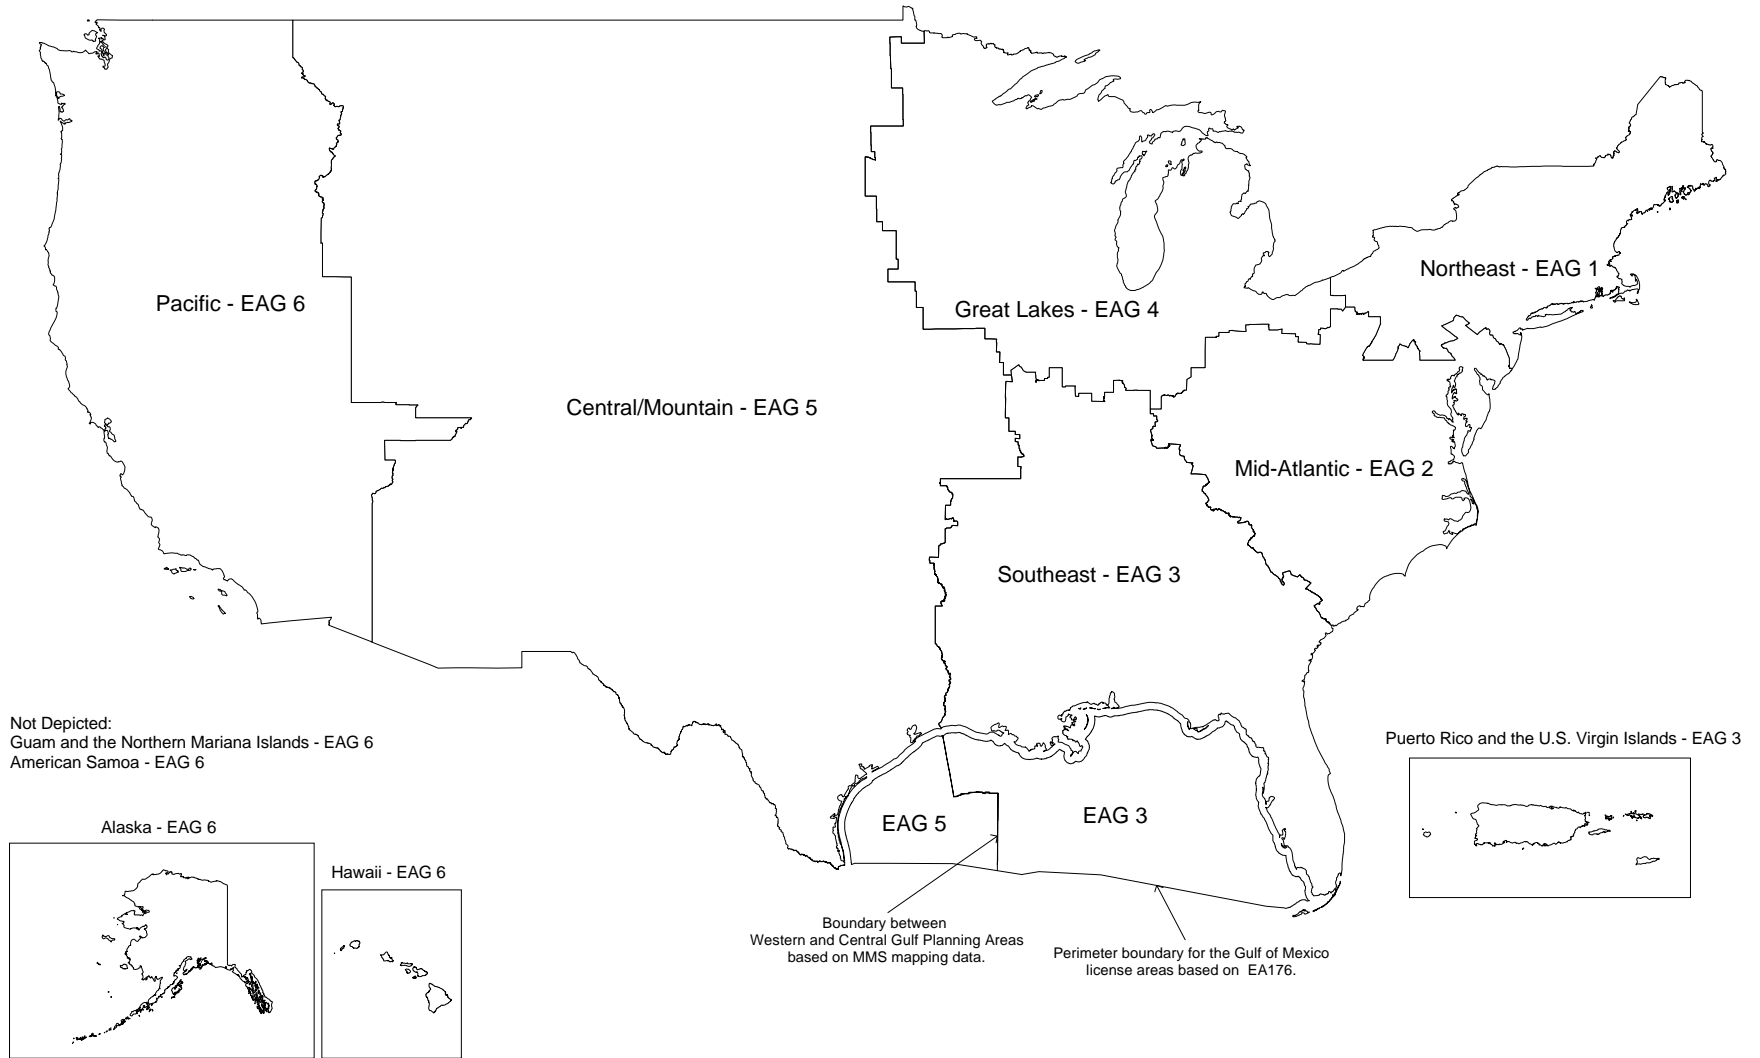 Northeast - EAG 1
Pacific - EAG 6
Great Lakes - EAG 4
Central/Mountain - EAG 5
Mid-Atlantic - EAG 2
Southeast - EAG 3
Not Depicted:
Guam and the Northern Mariana Islands - EAG 6
American Samoa - EAG 6
Puerto Rico and the U.S. Virgin Islands - EAG 3
EAG 5
EAG 3
Alaska - EAG 6
Hawaii - EAG 6
Boundary between
Western and Central Gulf Planning Areas
based on MMS mapping data.
Perimeter boundary for the Gulf of Mexico
license areas based on EA176.